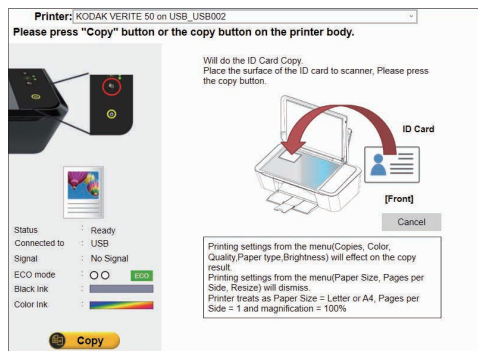 Printer: KODAK VERITE 50 on USB_USB002
Please press "Copy" button or the copy button on the printer body.
Will do the ID Card Copy.
Place the surface of the ID card to scanner, Please press
the copy button.
ID Card
[Front]
Cancel
Status : Ready
Connected to : USB
Signal : No Signal
ECO mode : ECO
Black Ink :
Color Ink :
Copy
Printing settings from the menu(Copies, Color,
Quality,Paper type,Brightness) will effect on the copy
result.
Printing settings from the menu(Paper Size, Pages per
Side, Resize) will dismiss.
Printer treats as Paper Size = Letter or A4, Pages per
Side = 1 and magnification = 100%